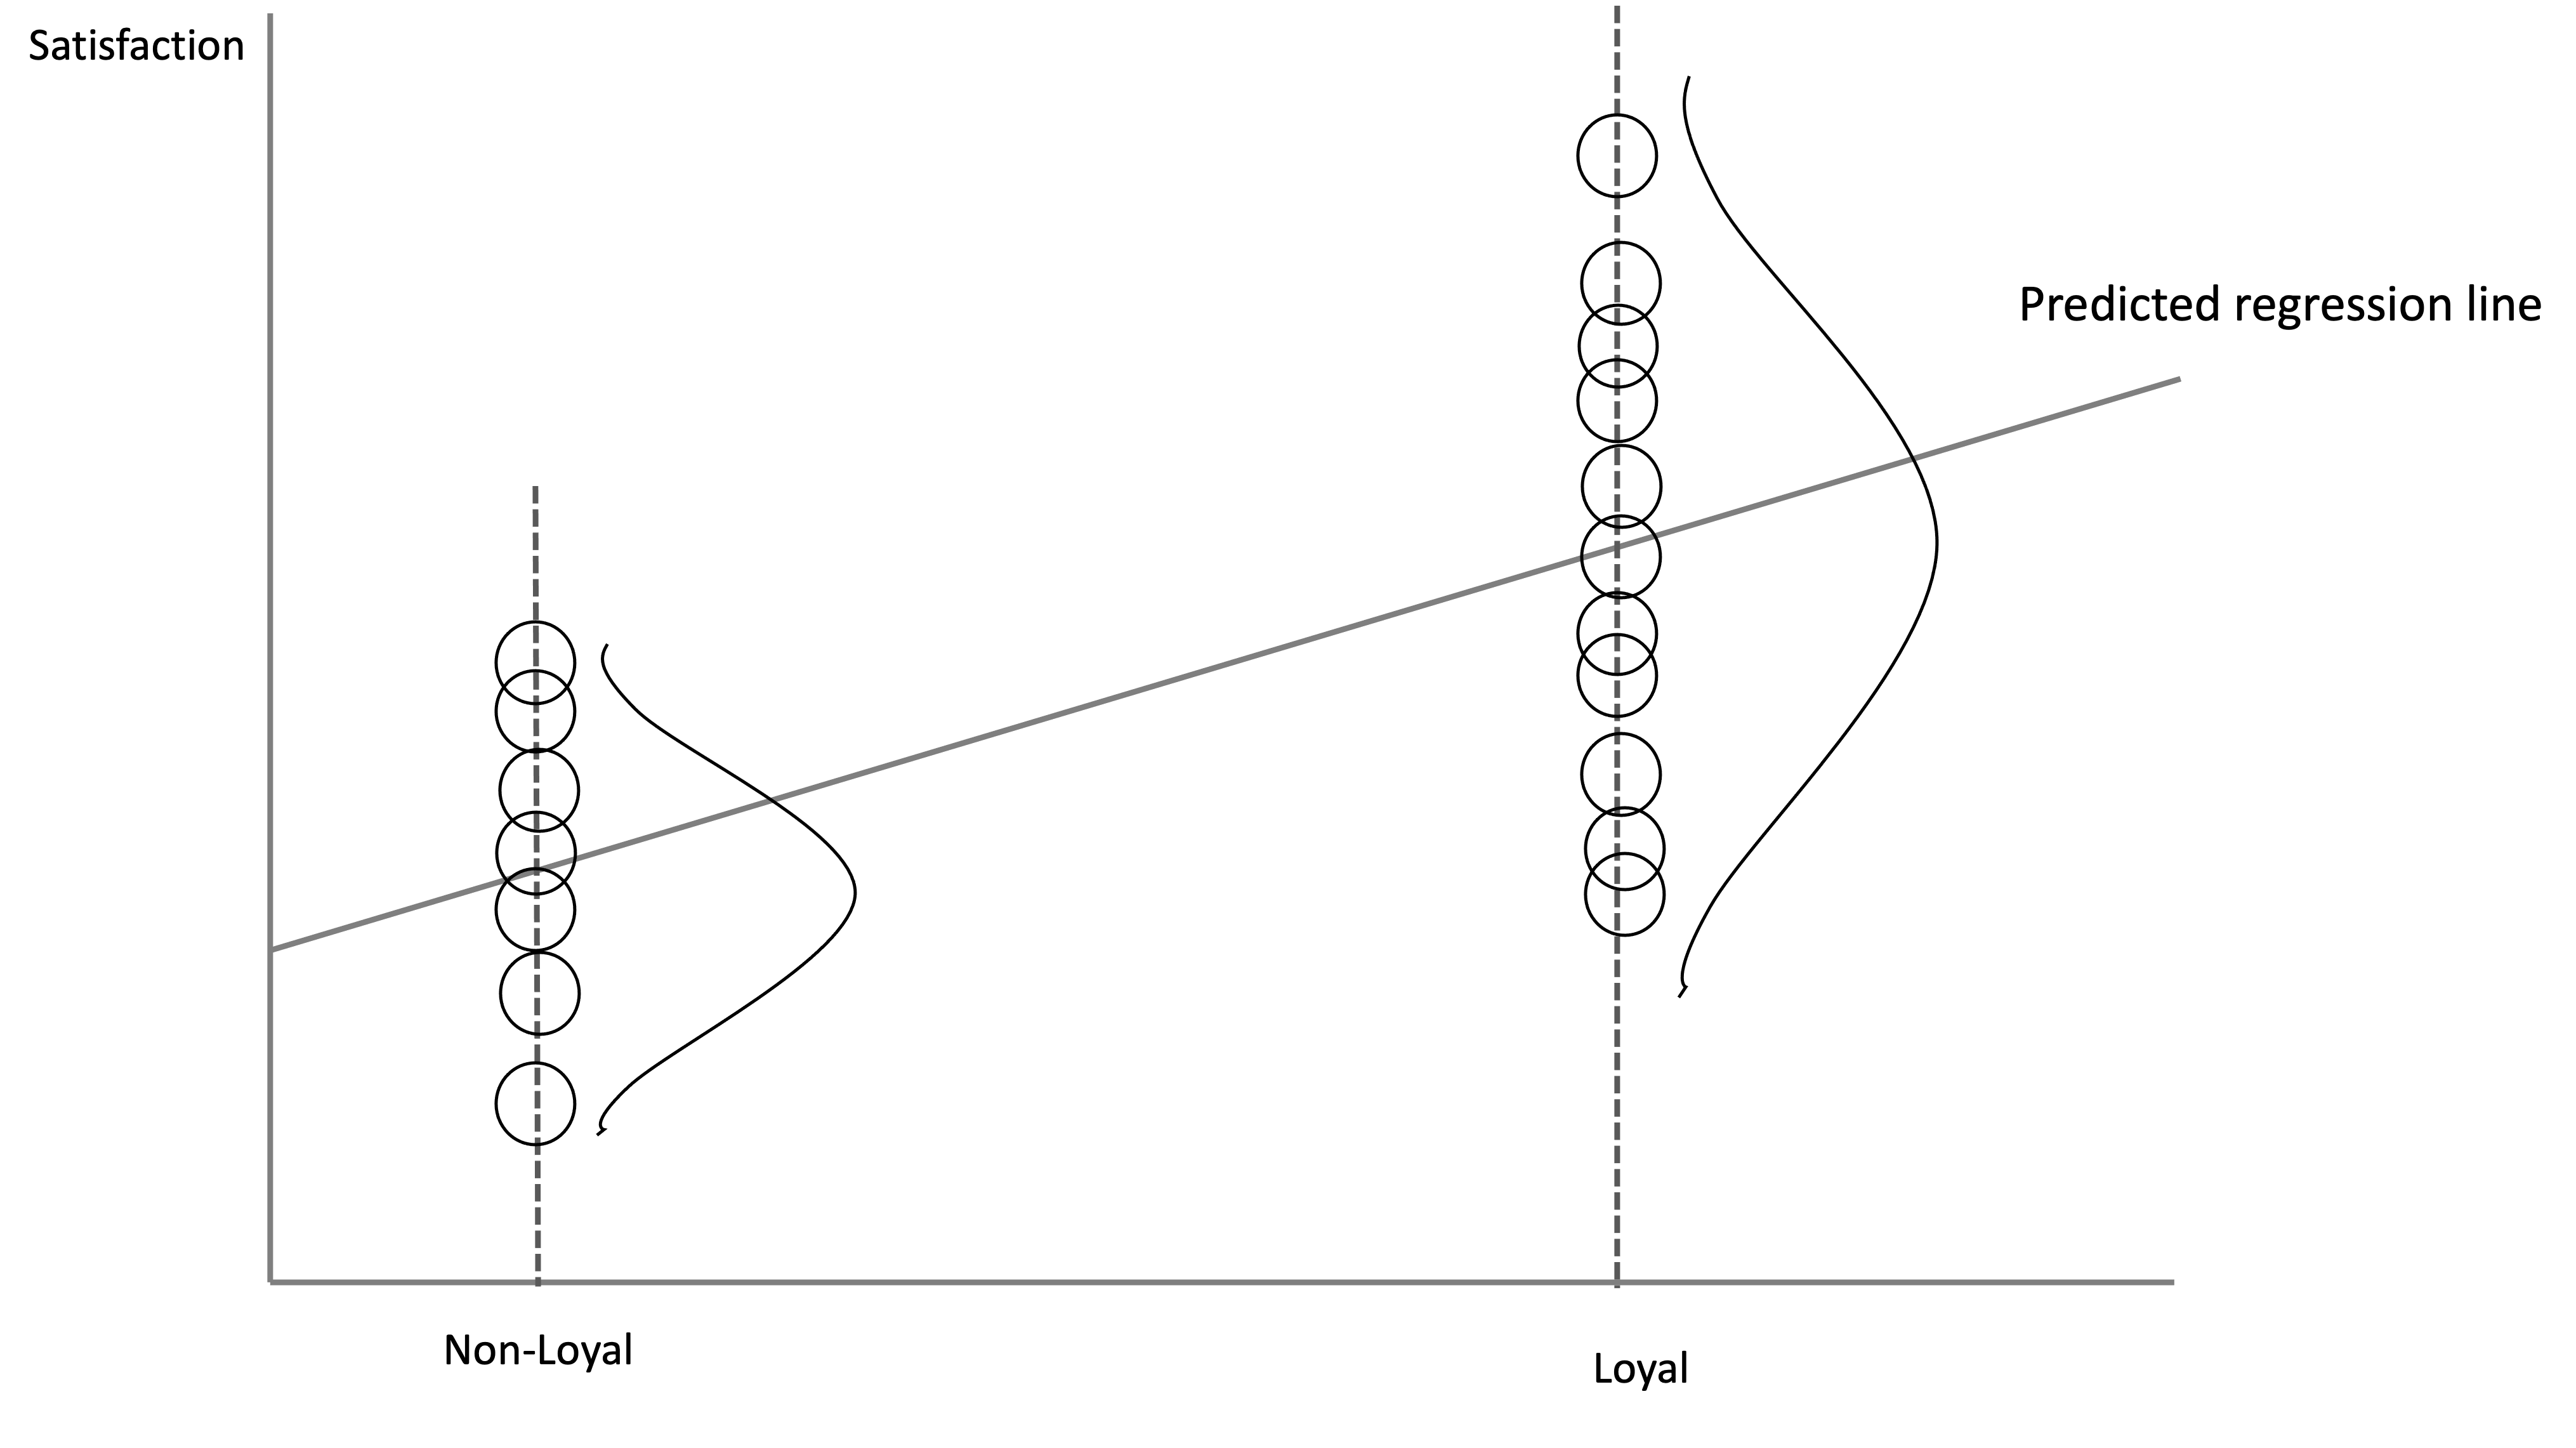 Satisfaction
Predicted regression line
Non-Loyal
Loyal